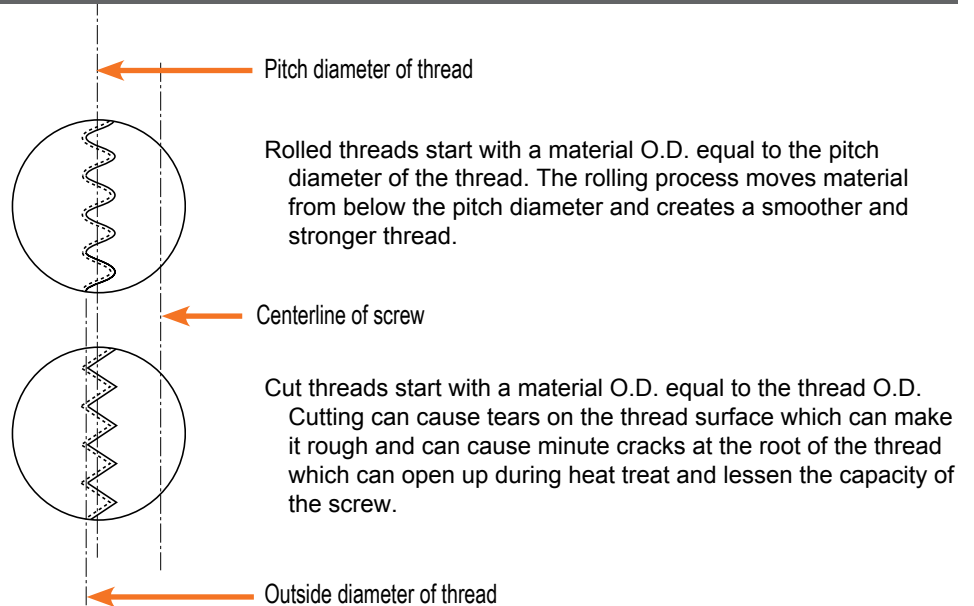 Pitch diameter of thread
Rolled threads start with a material O.D. equal to the pitch
diameter of the thread. The rolling process moves material
from below the pitch diameter and creates a smoother and
stronger thread.
Centerline of screw
Cut threads start with a material O.D. equal to the thread O.D.
Cutting can cause tears on the thread surface which can make
it rough and can cause minute cracks at the root of the thread
which can open up during heat treat and lessen the capacity of
the screw.
Outside diameter of thread